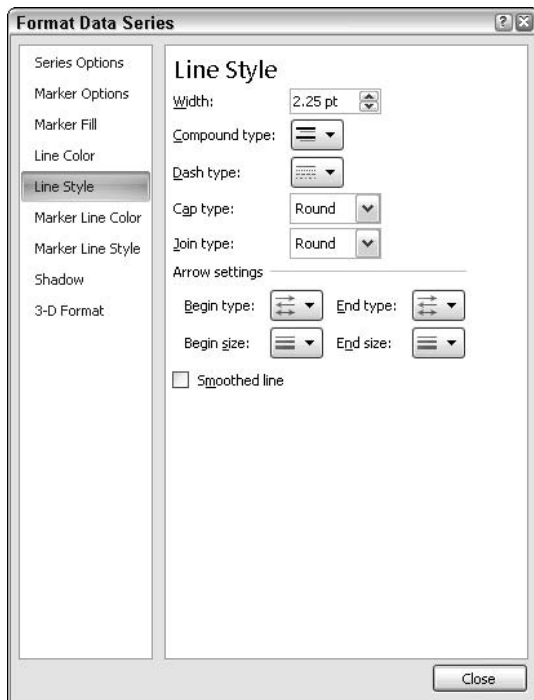 Format Data Series
Series Options
Marker Options
Marker Fill
Line Color
Line Style
Marker Line Color
Marker Line Style
Shadow
3-D Format
Line Style
Width: 2.25 pt
Compound type:
Dash type:
Cap type: Round
Join type: Round
Arrow settings
Begin type: End type:
Begin size: End size:
Smoothed line
Close